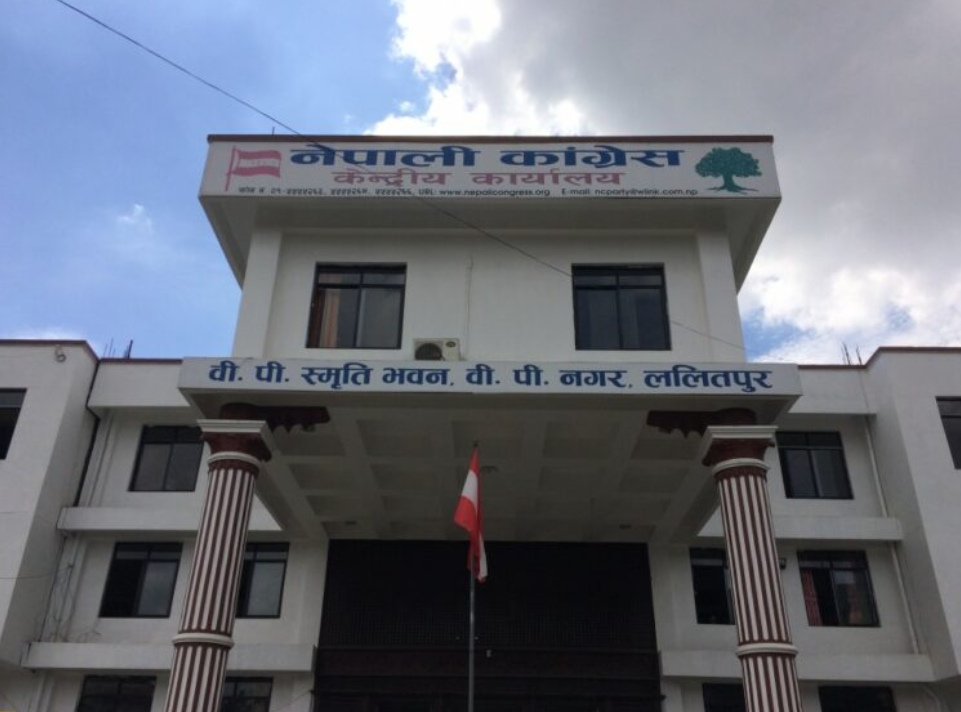 नेपाली कांग्रेस
केन्द्रीय कार्यालय
URL: www.nepalicongress.org E-mail: ncparty@wlink.com.np
वी. पी. स्मृति भवन, वी. पी. नगर, ललितपुर